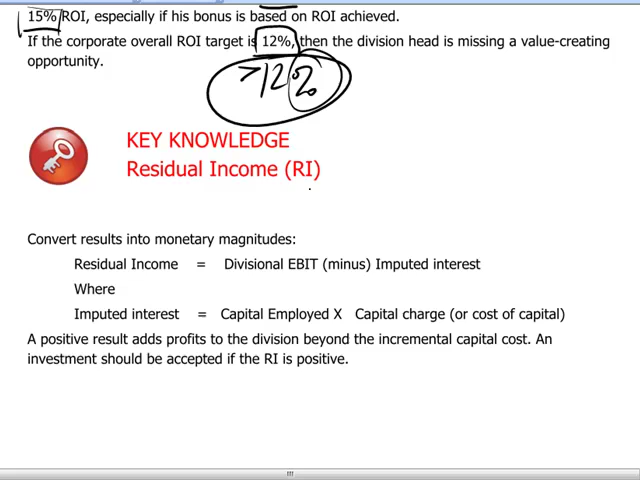 15% ROI, especially if his bonus is based on ROI achieved.
If the corporate overall ROI target is 12%, then the division head is missing a value-creating
opportunity.
>12%
KEY KNOWLEDGE
Residual Income (RI)
Convert results into monetary magnitudes:
Residual Income = Divisional EBIT (minus) Imputed interest
Where
Imputed interest = Capital Employed X Capital charge (or cost of capital)
A positive result adds profits to the division beyond the incremental capital cost. An
investment should be accepted if the RI is positive.